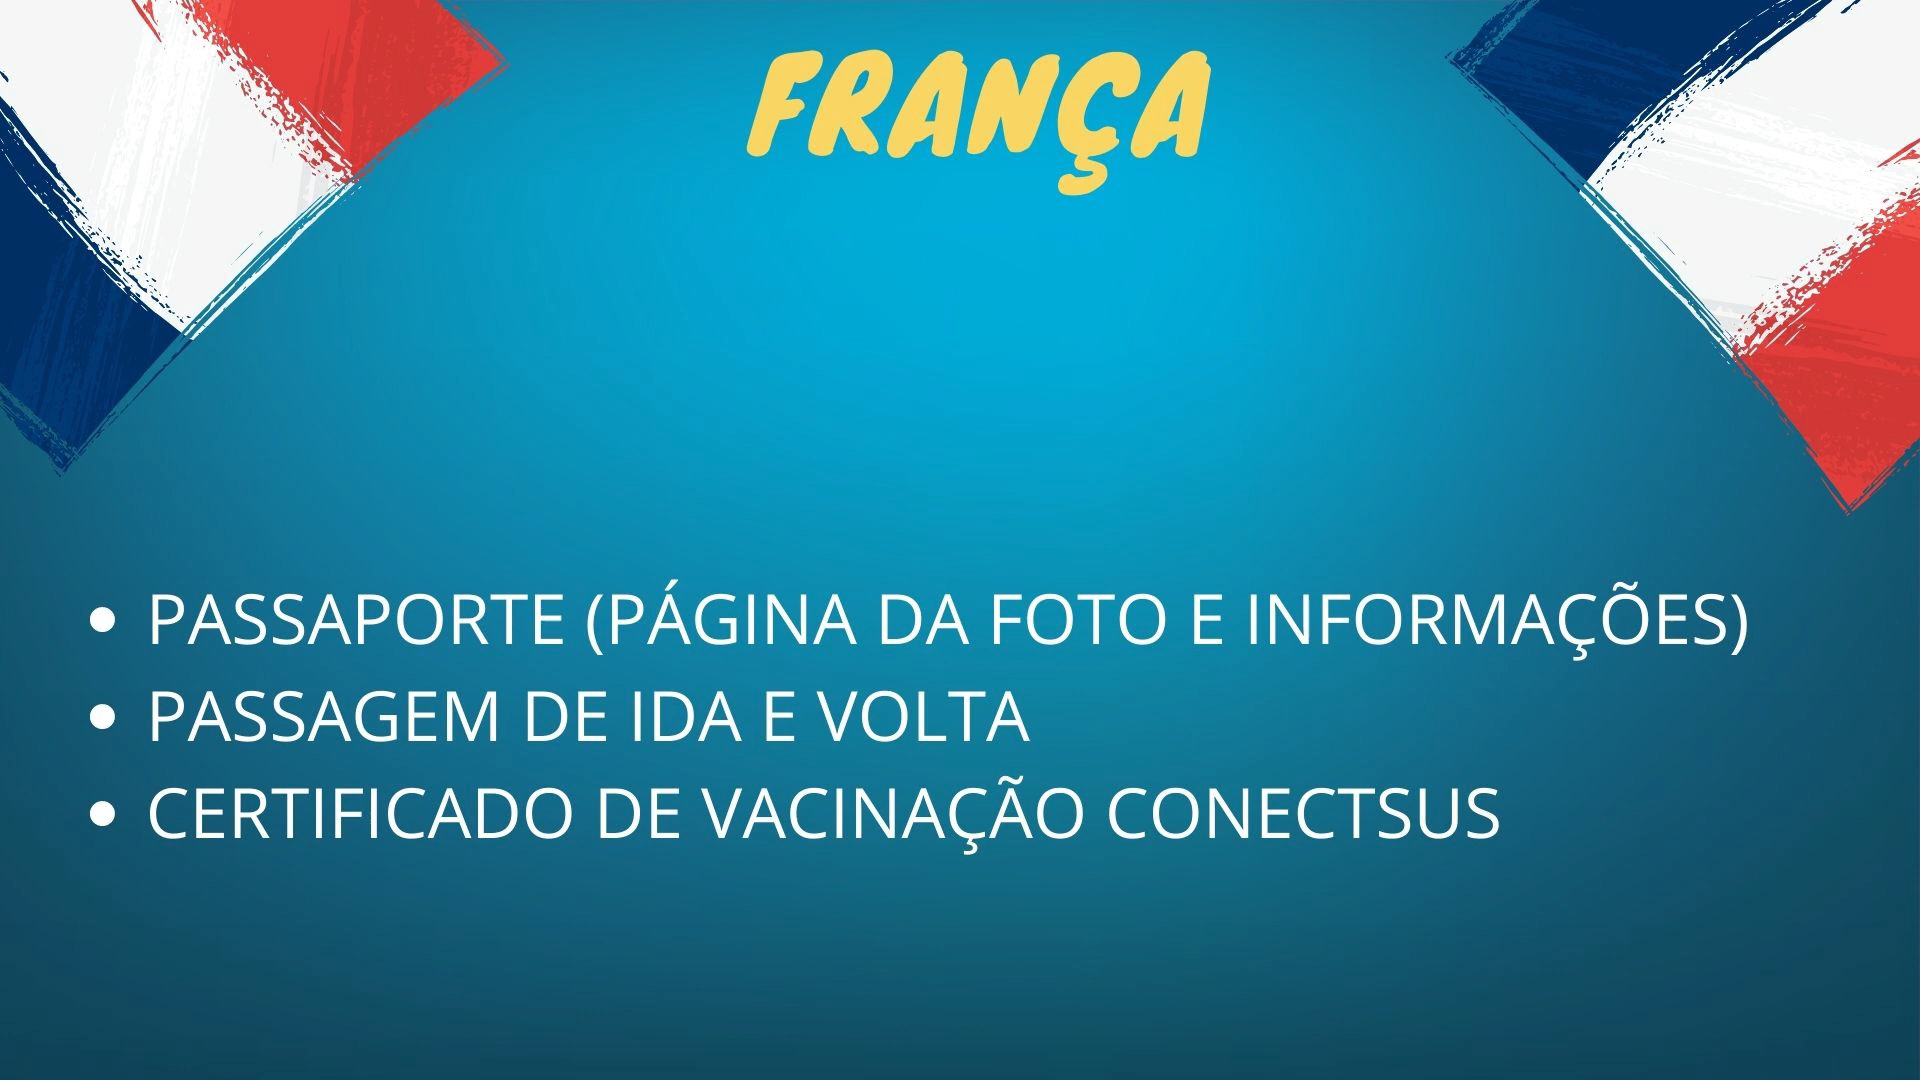 FRANÇA
• PASSAPORTE (PÁGINA DA FOTO E INFORMAÇÕES)
• PASSAGEM DE IDA E VOLTA
• CERTIFICADO DE VACINAÇÃO CONECTSUS